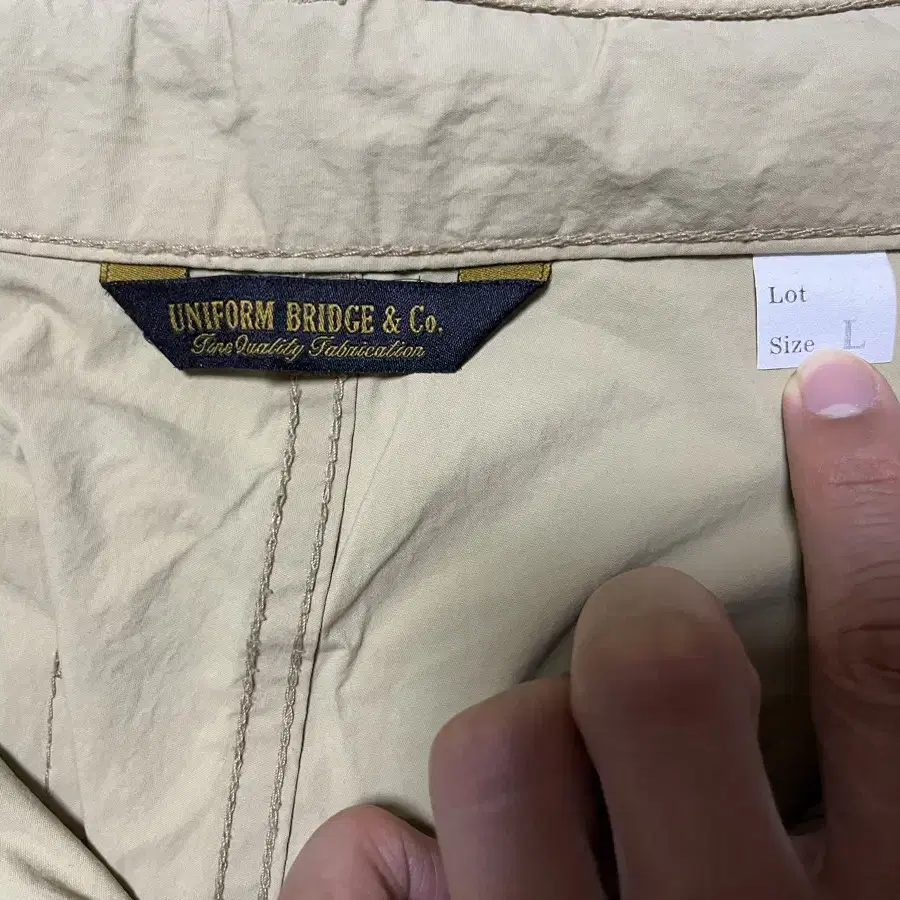 UNIFORM BRIDGE & Co.
Fine Quality Fabrication
Lot
Size L